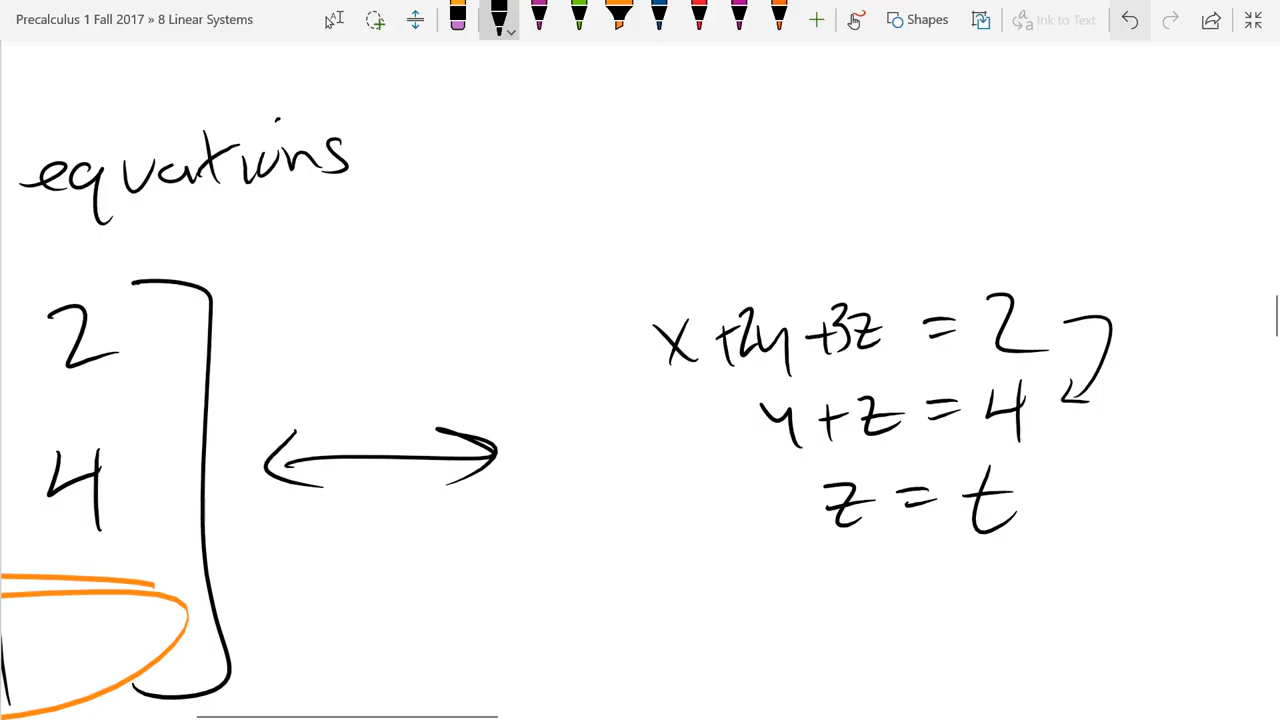 Precalculus 1 Fall 2017 » 8 Linear Systems
Shapes
Ink to Text
equations
2
4
x+2y+3z = 2
y+z = 4
z = t